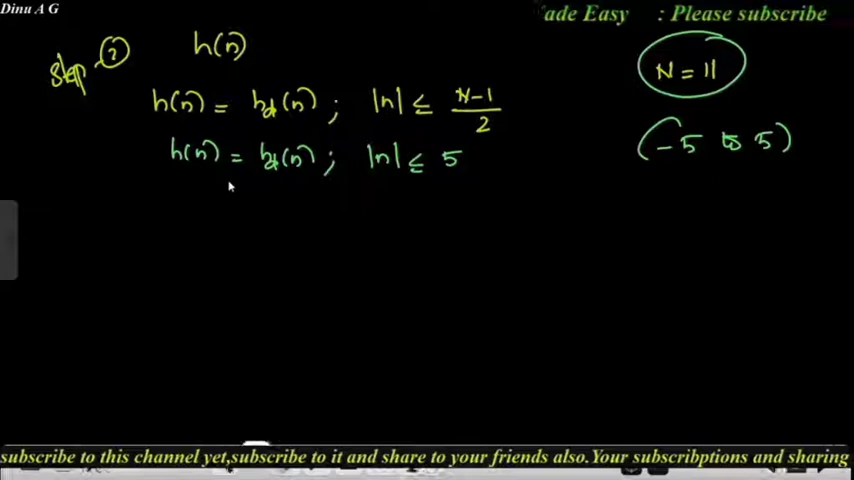 Dinu A G
ade Easy : Please subscribe
Step-② h(n)
N = 11
h(n) = hd(n) ; |n| ≤ N-1/2
h(n) = hd(n) ; |n| ≤ 5
(-5 to 5)
subscribe to this channel yet,subscribe to it and share to your friends also.Your subscribptions and sharing